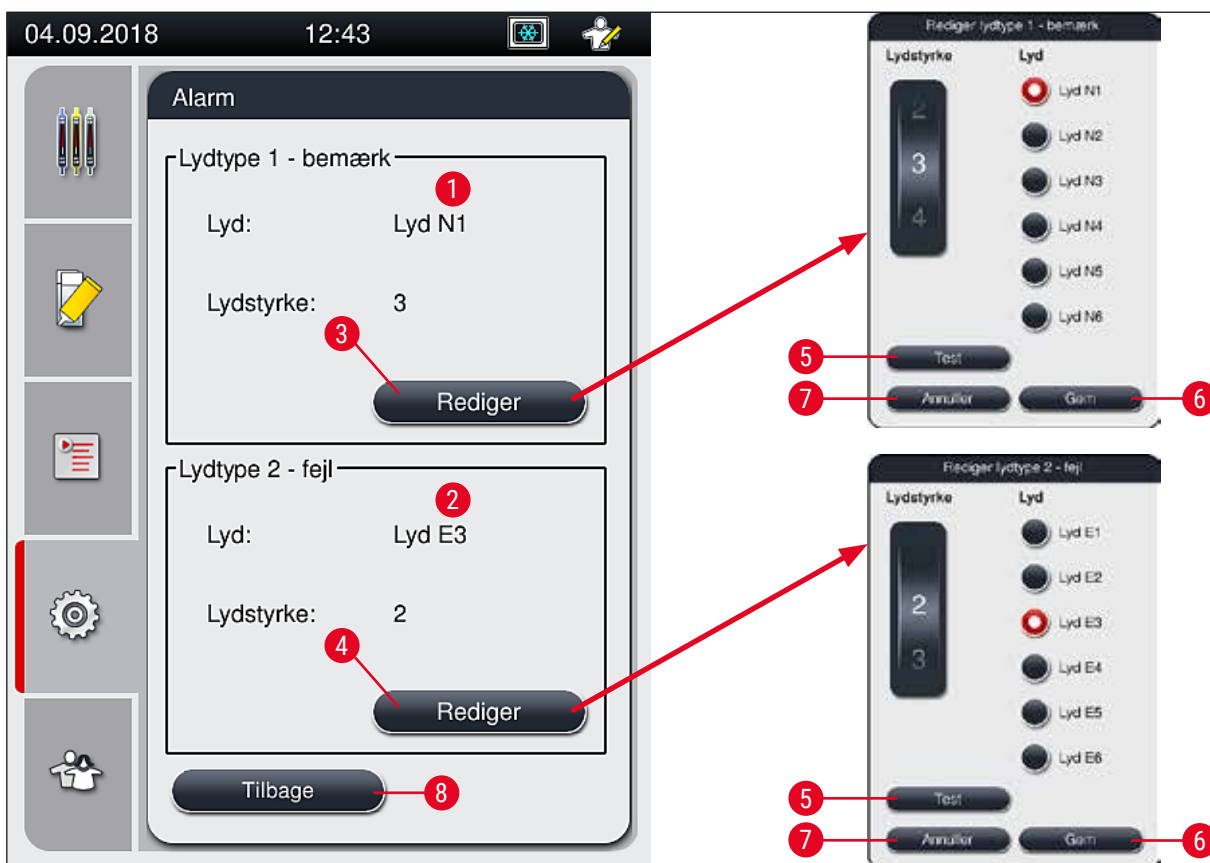 04.09.2018 12:43
Alarm
Lydtype 1 - bemærk
1
Lyd: Lyd N1
Lydstyrke: 3
3
Rediger
Lydtype 2 - fejl
2
Lyd: Lyd E3
Lydstyrke: 2
4
Rediger
Tilbage
8
Rediger lydtype 1 - bemærk
Lydstyrke Lyd
2
3
4
Lyd N1
Lyd N2
Lyd N3
Lyd N4
Lyd N5
Lyd N6
5 Test
7 Annuller Gem 6
Rediger lydtype 2 - fejl
Lydstyrke Lyd
2
3
Lyd E1
Lyd E2
Lyd E3
Lyd E4
Lyd E5
Lyd E6
5 Test
7 Annuller Gem 6